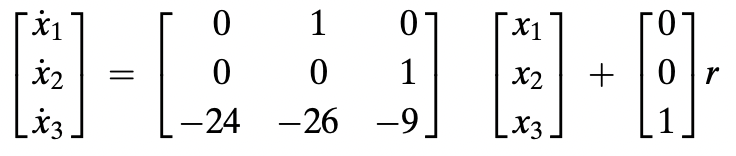 [ẋ₁] = [0 1 0] [x₁] + [0] r
[ẋ₂] [0 0 1] [x₂] [0]
[ẋ₃] [−24 −26 −9] [x₃] [1]